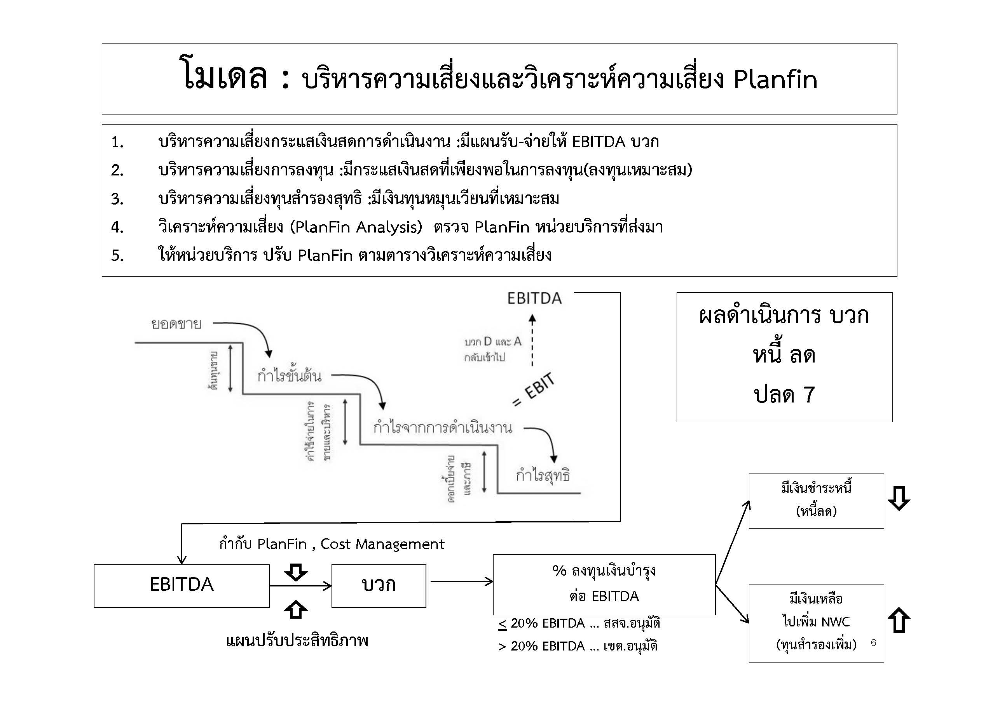 โมเดล : บริหารความเสี่ยงและวิเคราะห์ความเสี่ยง Planfin
1. บริหารความเสี่ยงกระแสเงินสดการดำเนินงาน :มีแผนรับ-จ่ายให้ EBITDA บวก
2. บริหารความเสี่ยงการลงทุน :มีกระแสเงินสดที่เพียงพอในการลงทุน(ลงทุนเหมาะสม)
3. บริหารความเสี่ยงทุนสำรองสุทธิ :มีเงินทุนหมุนเวียนที่เหมาะสม
4. วิเคราะห์ความเสี่ยง (PlanFin Analysis) ตรวจ PlanFin หน่วยบริการที่ส่งมา
5. ให้หน่วยบริการ ปรับ PlanFin ตามตารางวิเคราะห์ความเสี่ยง
EBITDA
ยอดขาย
บวก D และ A
กลับเข้าไป
ต้นทุนขาย
กำไรขั้นต้น
= EBIT
ค่าใช้จ่ายในการ
ขายและบริหาร
กำไรจากการดำเนินงาน
ดอกเบี้ยจ่าย
และภาษี
กำไรสุทธิ
ผลดำเนินการ บวก
หนี้ ลด
ปลด 7
กำกับ PlanFin , Cost Management
EBITDA
บวก
แผนปรับประสิทธิภาพ
% ลงทุนเงินบำรุง
ต่อ EBITDA
≤ 20% EBITDA ... สสจ.อนุมัติ
> 20% EBITDA ... เขต.อนุมัติ
มีเงินชำระหนี้
(หนี้ลด)
มีเงินเหลือ
ไปเพิ่ม NWC
(ทุนสำรองเพิ่ม)
6